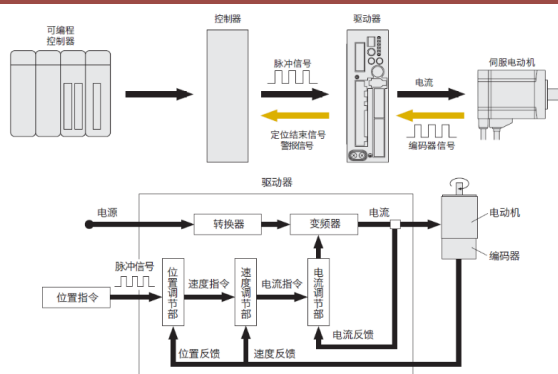 可编程
控制器
控制器
驱动器
伺服电动机
脉冲信号
电流
定位结束信号
警报信号
编码器信号
驱动器
电源
转换器
变频器
电流
电动机
编码器
脉冲信号
位置指令
位置调节部
速度指令
速度调节部
电流指令
电流调节部
电流反馈
位置反馈
速度反馈